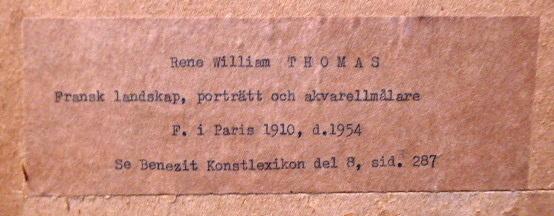 Rene William T H O M A S
Fransk landskap, porträtt och akvarellmålare
F. i Paris 1910, d.1954
Se Benezit Konstlexikon del 8, sid. 287